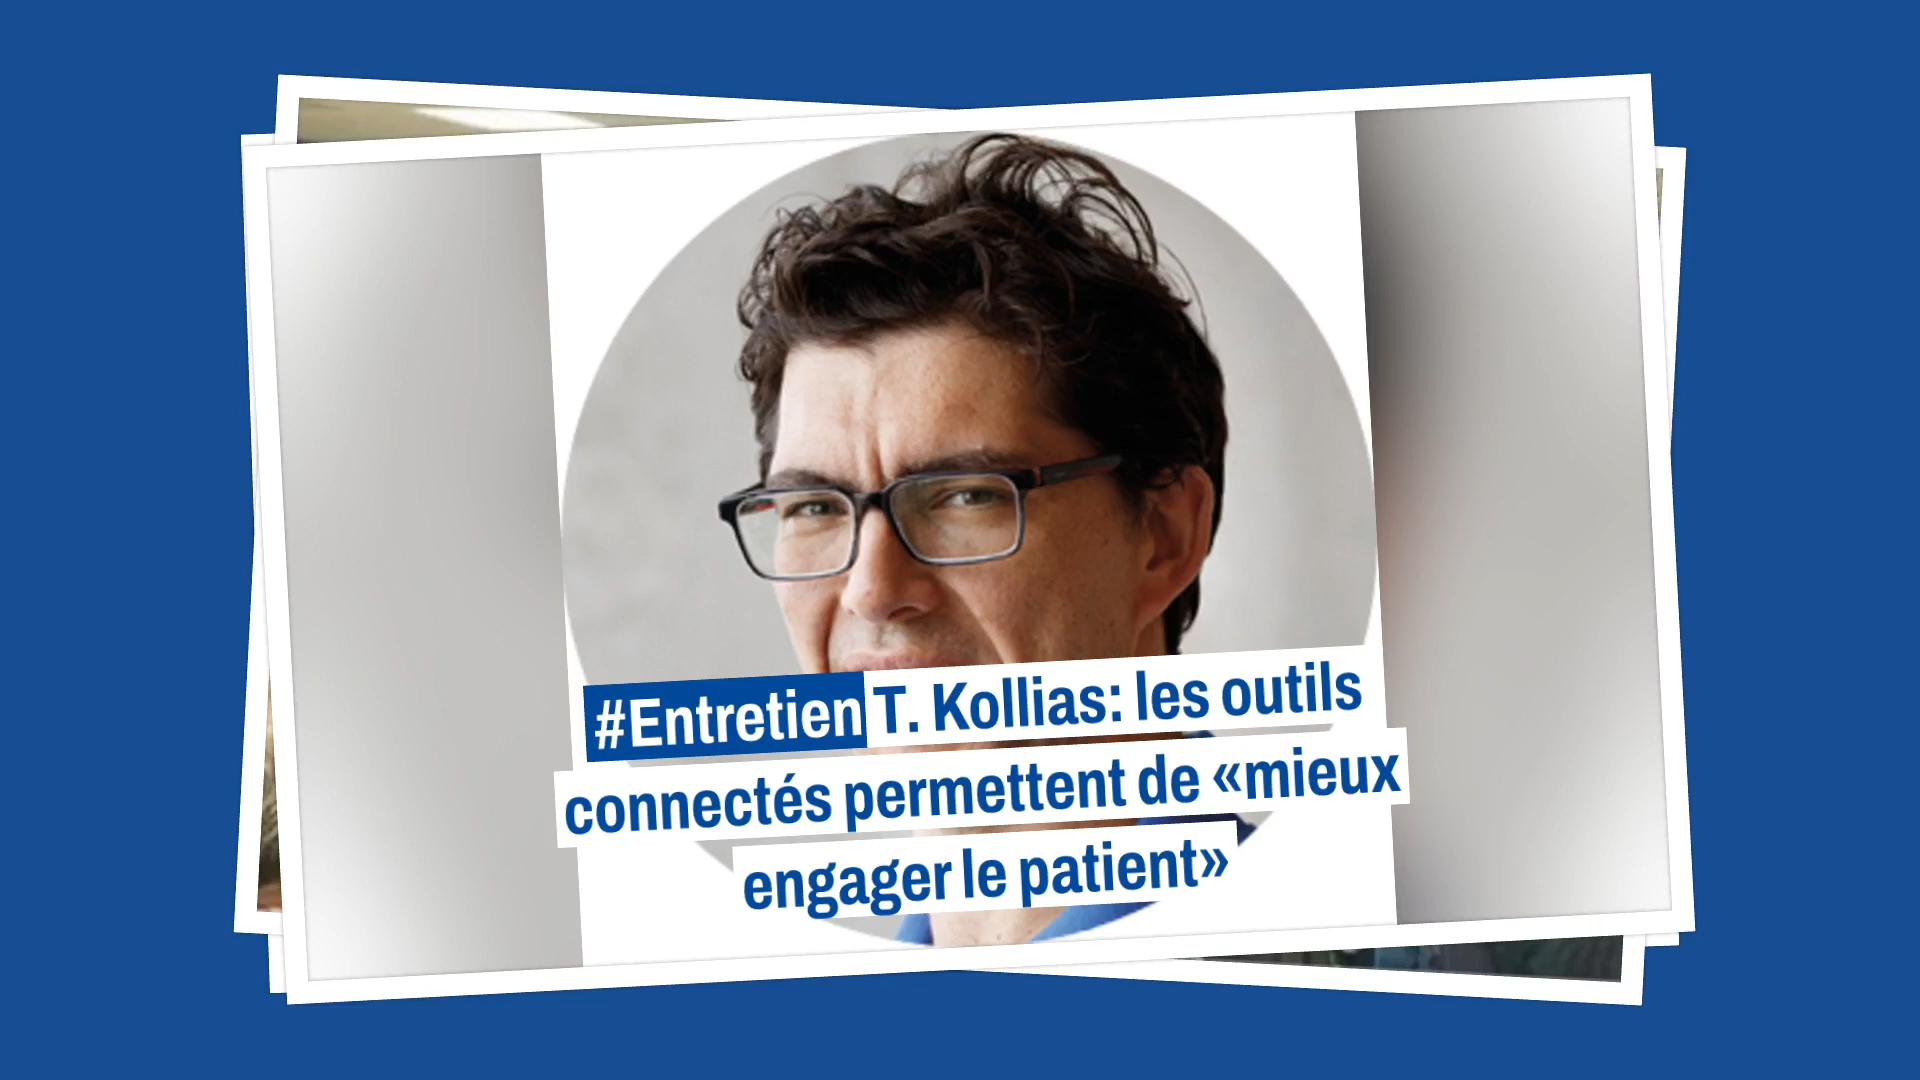 #Entretien T. Kollias: les outils
connectés permettent de «mieux
engager le patient»